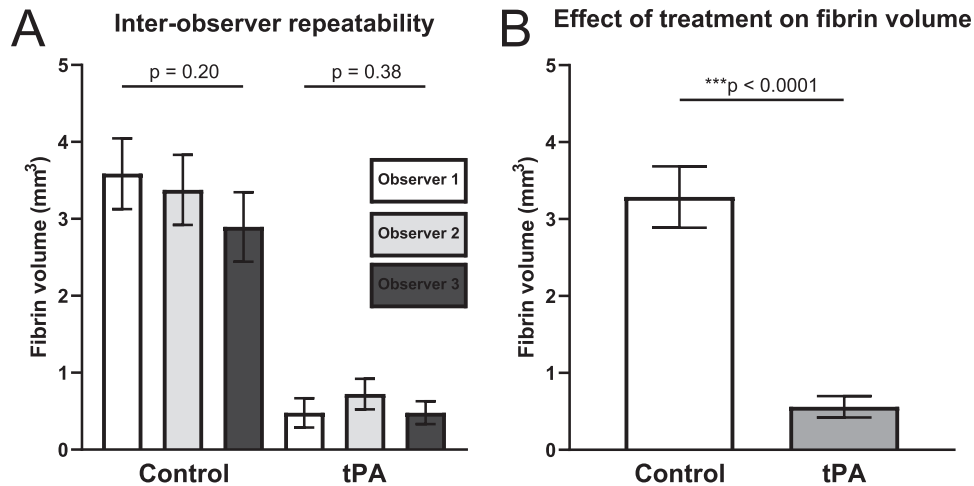 A
Inter-observer repeatability
p = 0.20
p = 0.38
5
4
3
2
1
0
Fibrin volume (mm³)
Observer 1
Observer 2
Observer 3
Control
tPA
B
Effect of treatment on fibrin volume
***p < 0.0001
5
4
3
2
1
0
Fibrin volume (mm³)
Control
tPA